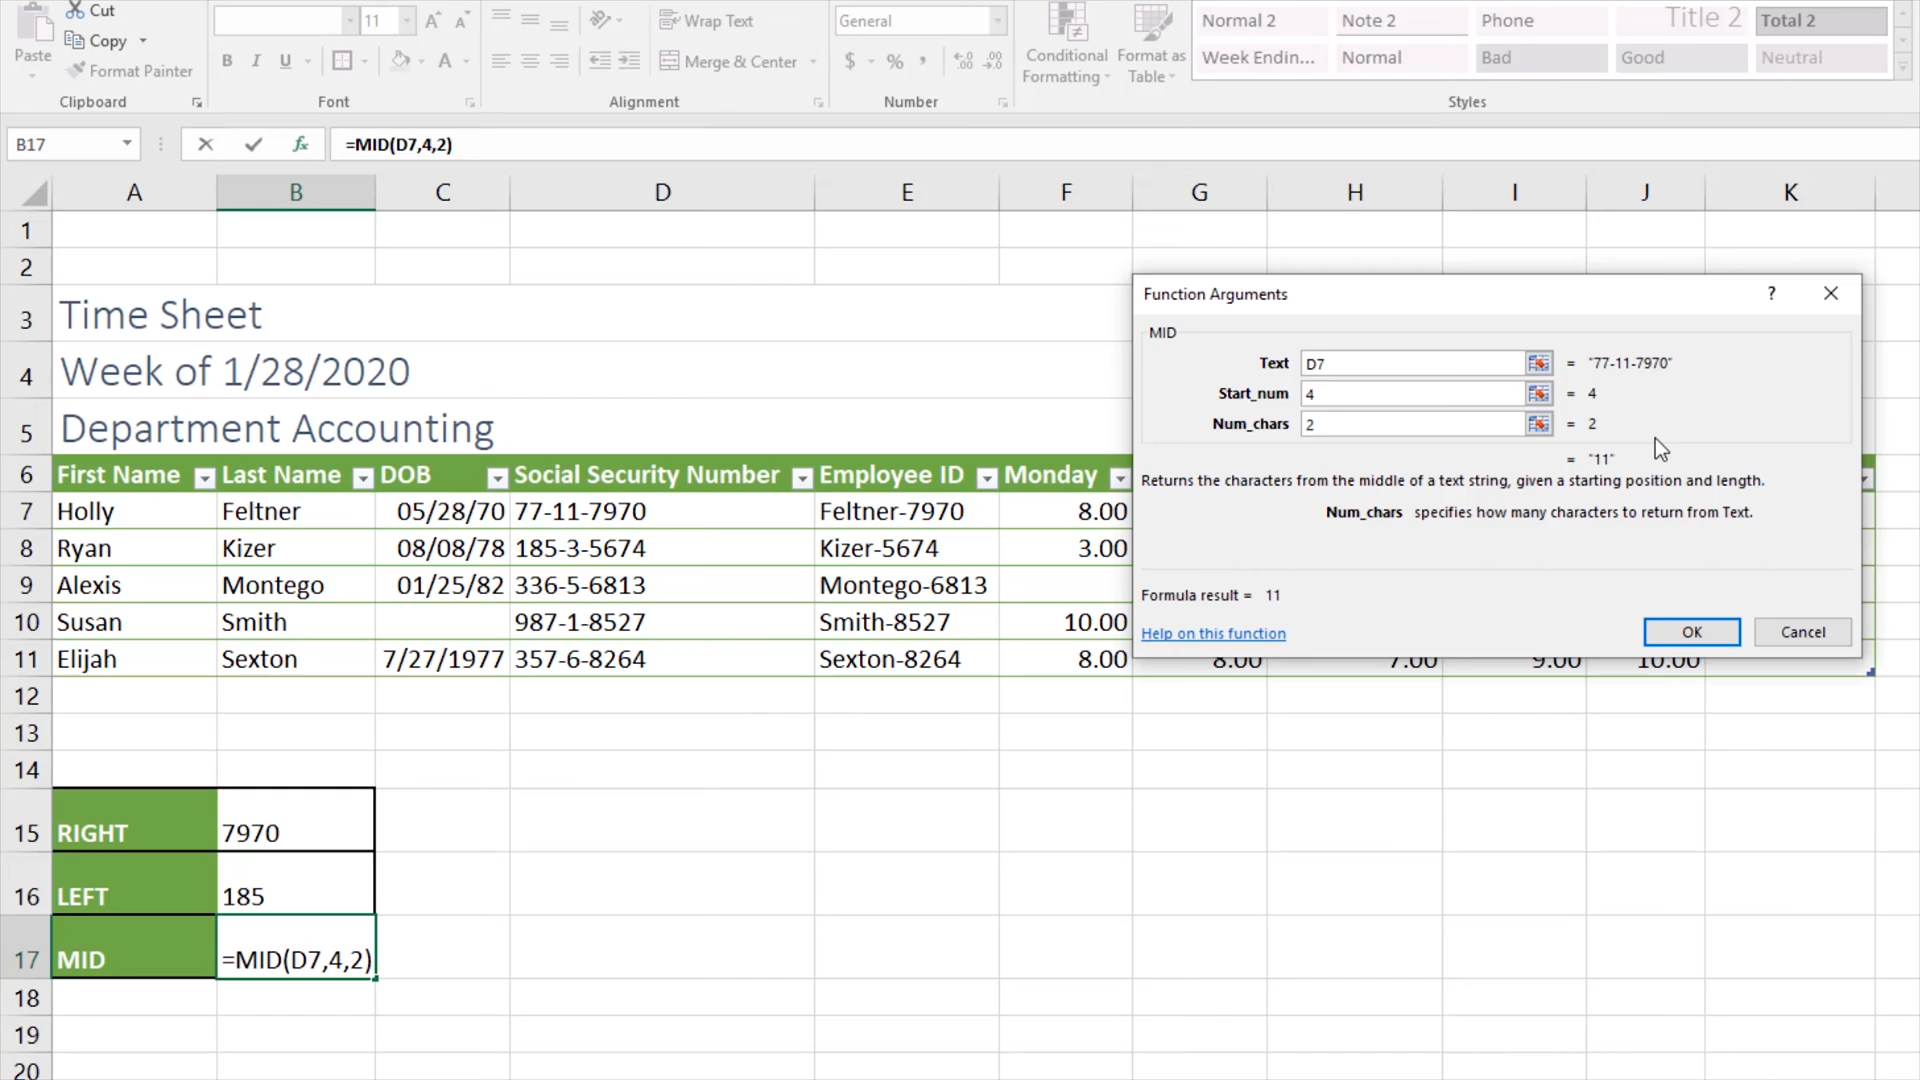 Cut
Copy
Format Painter
Paste
Clipboard
11
A A
B I U
A
Font
Wrap Text
Merge & Center
Alignment
General
$ % ,
Number
Conditional Formatting
Format as Table
Normal 2 Note 2 Phone Title 2 Total 2
Week Endin... Normal Bad Good Neutral
Styles
B17 fx =MID(D7,4,2)
A B C D E F G H I J K
1
2
3 Time Sheet
4 Week of 1/28/2020
5 Department Accounting
6 First Name Last Name DOB Social Security Number Employee ID Monday
7 Holly Feltner 05/28/70 77-11-7970 Feltner-7970 8.00
8 Ryan Kizer 08/08/78 185-3-5674 Kizer-5674 3.00
9 Alexis Montego 01/25/82 336-5-6813 Montego-6813
10 Susan Smith 987-1-8527 Smith-8527 10.00
11 Elijah Sexton 7/27/1977 357-6-8264 Sexton-8264 8.00 8.00 7.00 9.00 10.00
12
13
14
15 RIGHT 7970
16 LEFT 185
17 MID =MID(D7,4,2)
18
19
20
Function Arguments ?
MID
Text D7 = "77-11-7970"
Start_num 4 = 4
Num_chars 2 = 2
= "11"
Returns the characters from the middle of a text string, given a starting position and length.
Num_chars specifies how many characters to return from Text.
Formula result = 11
Help on this function
OK Cancel